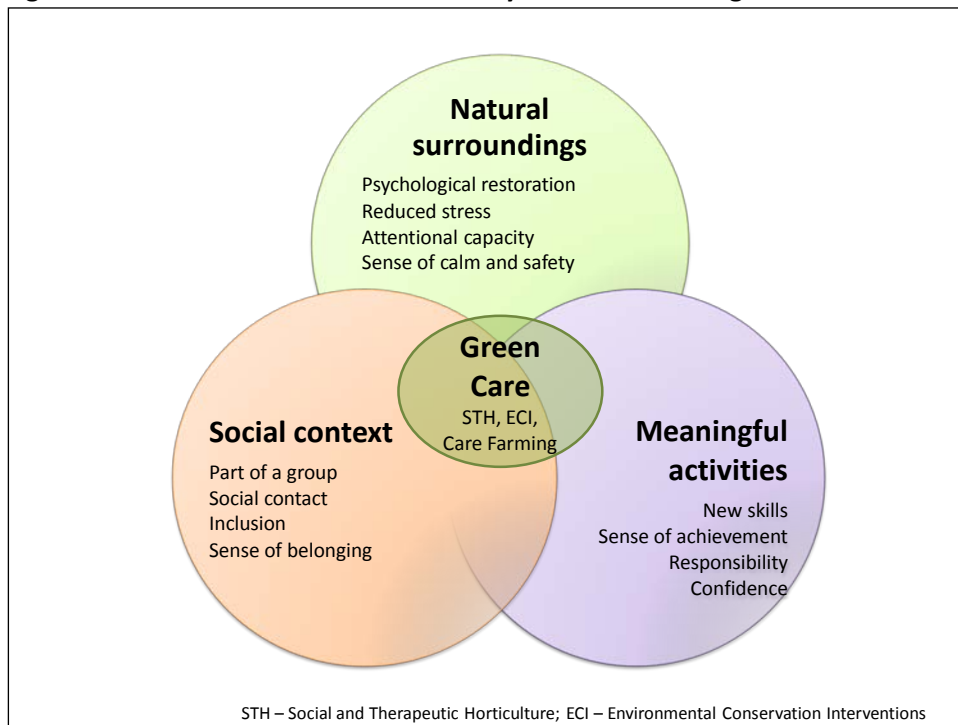 Natural
surroundings
Psychological restoration
Reduced stress
Attentional capacity
Sense of calm and safety
Green
Care
STH, ECI,
Care Farming
Social context
Part of a group
Social contact
Inclusion
Sense of belonging
Meaningful
activities
New skills
Sense of achievement
Responsibility
Confidence
STH – Social and Therapeutic Horticulture; ECI – Environmental Conservation Interventions